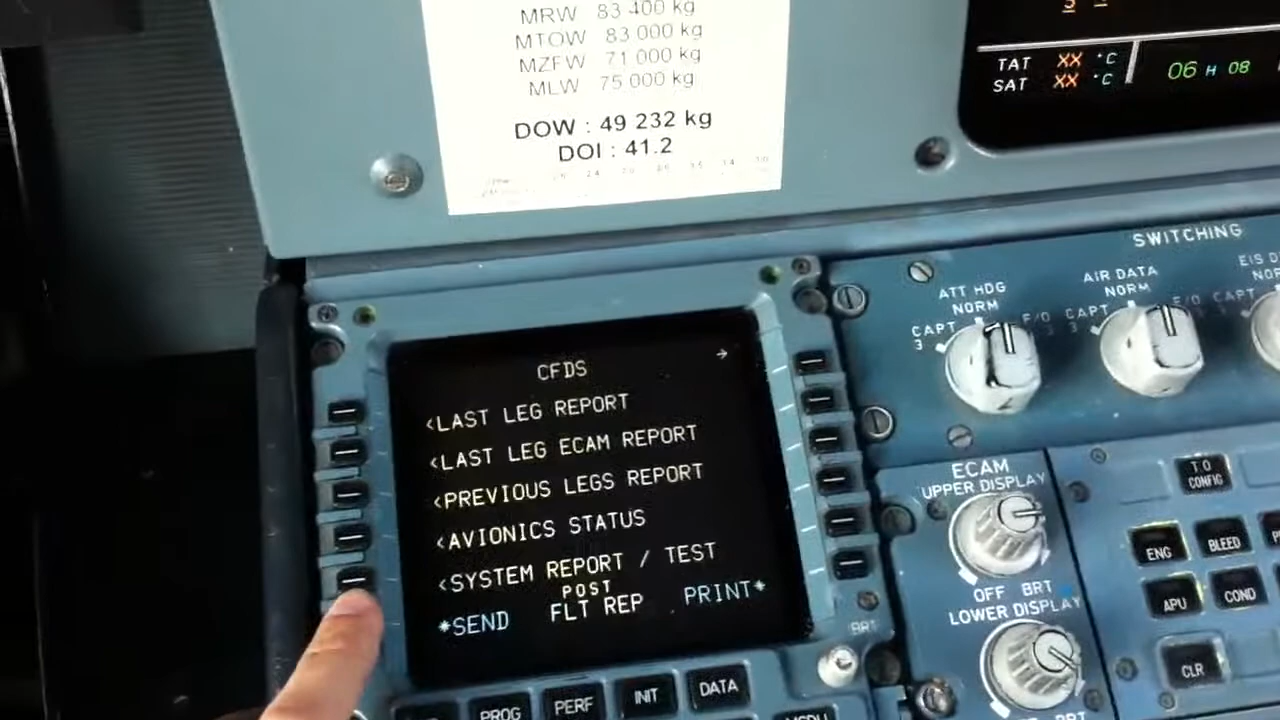 MRW 83 400 kg
MTOW 83 000 kg
MZFW 71 000 kg
MLW 75 000 kg
DOW : 49 232 kg
DOI : 41.2
TAT XX °C
SAT XX °C
06 H 08
SWITCHING
ATT HDG
NORM
CAPT
3
F/O
3
AIR DATA
NORM
CAPT
3
F/O
3
CAPT
CFDS →
<LAST LEG REPORT
<LAST LEG ECAM REPORT
<PREVIOUS LEGS REPORT
<AVIONICS STATUS
<SYSTEM REPORT / TEST
POST
*SEND FLT REP PRINT*
BRT
ECAM
UPPER DISPLAY
OFF BRT
LOWER DISPLAY
BRT
T.O
CONFIG
ENG
BLEED
APU
COND
CLR
PROG
PERF
INIT
DATA